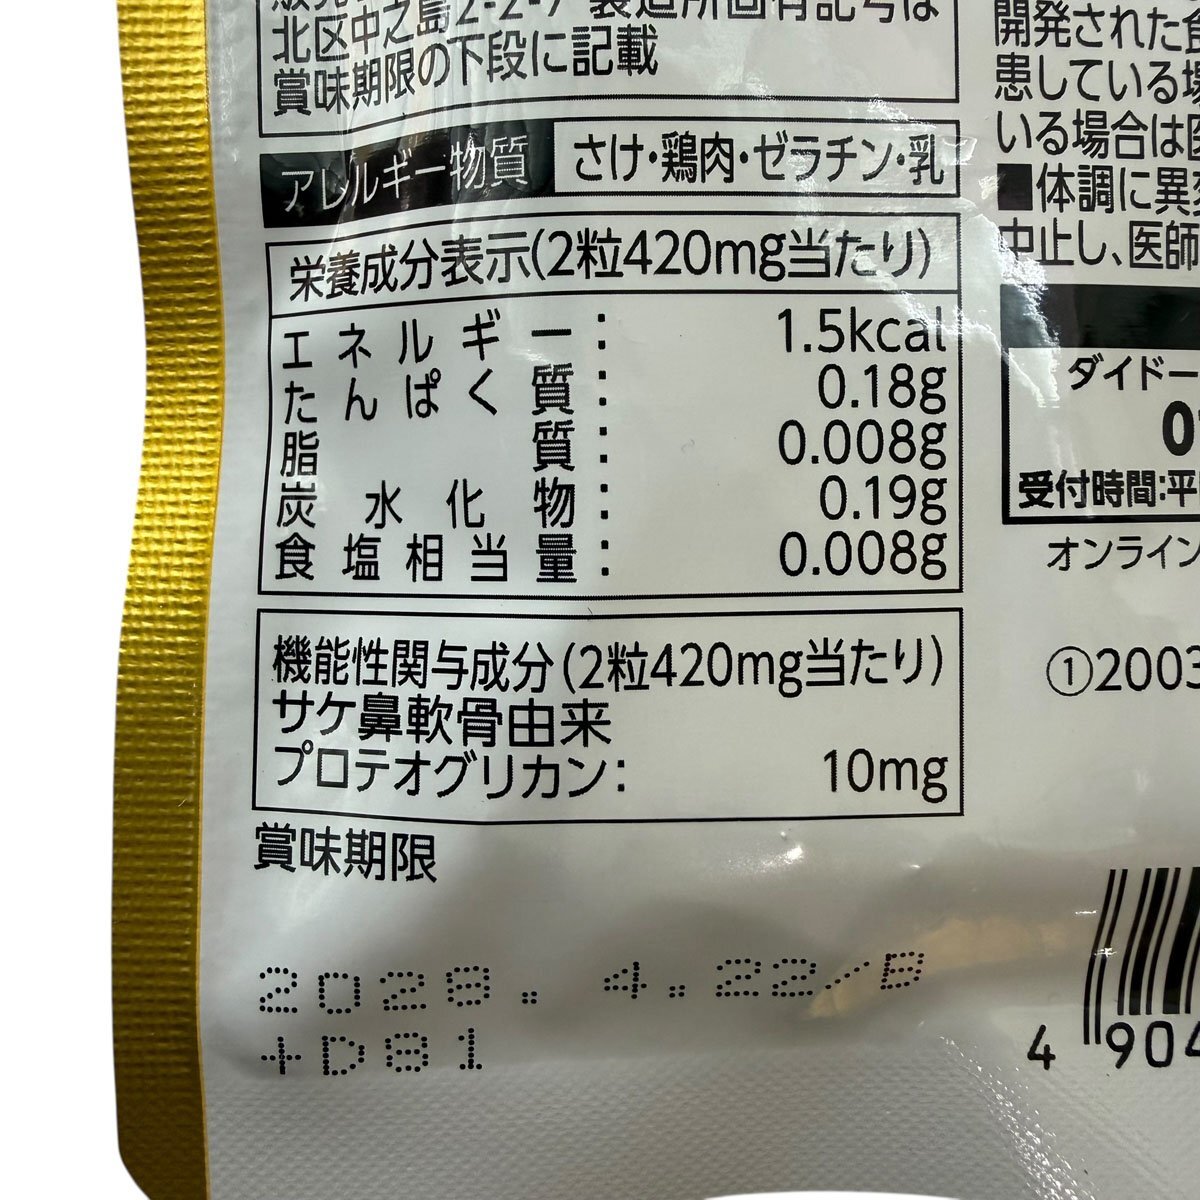 北区中之島2-2-7 製造所固有記号は
賞味期限の下段に記載
アレルギー物質 さけ・鶏肉・ゼラチン・乳
栄養成分表示(2粒420mg当たり)
エネルギー: 1.5kcal
たんぱく質: 0.18g
脂質: 0.008g
炭水化物: 0.19g
食塩相当量: 0.008g
機能性関与成分(2粒420mg当たり)
サケ鼻軟骨由来
プロテオグリカン: 10mg
賞味期限
2028. 4.22/B
+D81
開発された
患している
いる場合は
■体調に異
中止し、医師
ダイドー
0
受付時間:平
オンライン
①2003
4 904